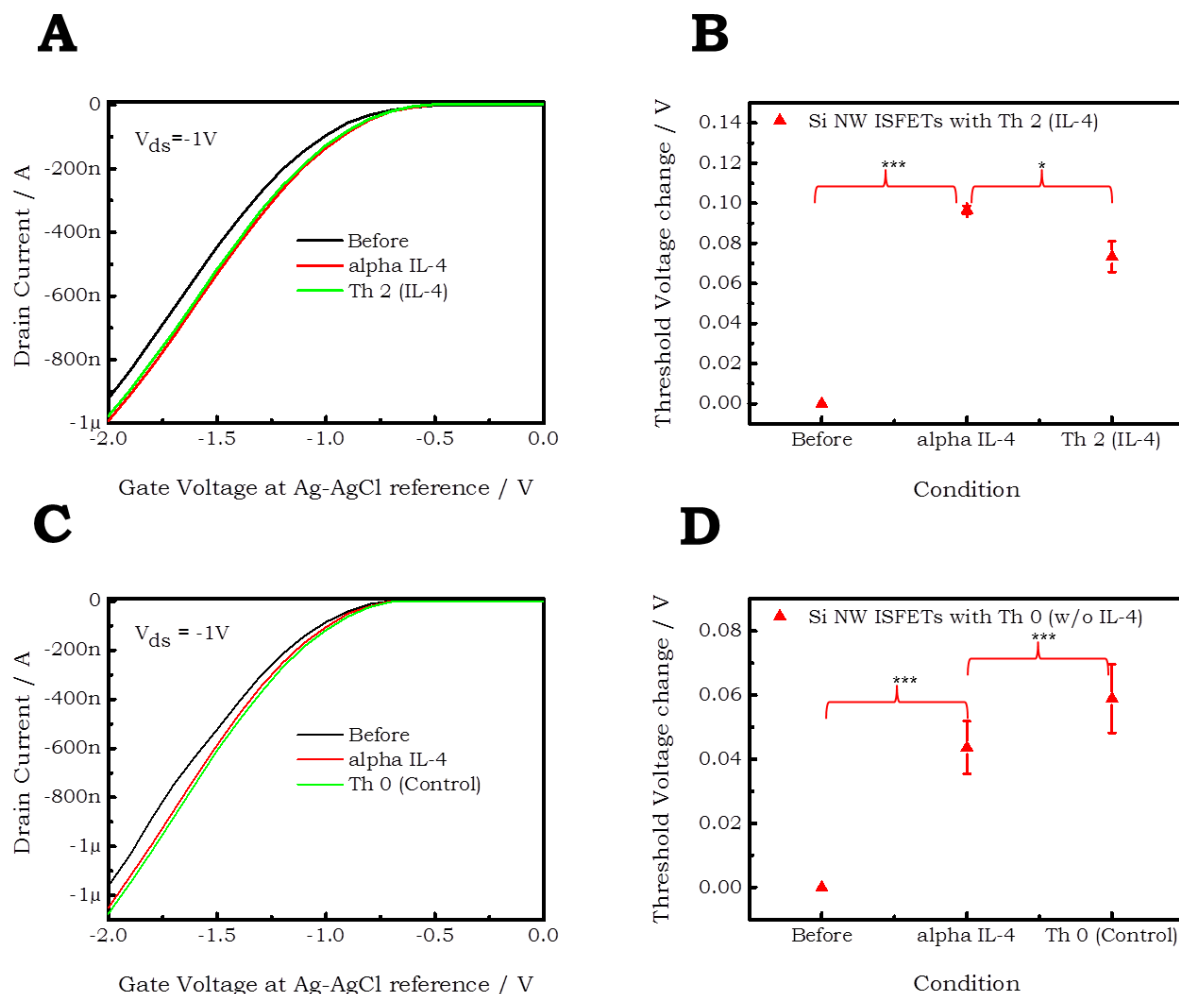 A
0
-200n
-400n
-600n
-800n
-1µ
Drain Current / A
V_ds=-1V
Before
alpha IL-4
Th 2 (IL-4)
-2.0 -1.5 -1.0 -0.5 0.0
Gate Voltage at Ag-AgCl reference / V
B
0.14
0.12
0.10
0.08
0.06
0.04
0.02
0.00
Threshold Voltage change / V
Si NW ISFETs with Th 2 (IL-4)
*** *
Before alpha IL-4 Th 2 (IL-4)
Condition
C
0
-200n
-400n
-600n
-800n
-1µ
-1µ
Drain Current / A
V_ds = -1V
Before
alpha IL-4
Th 0 (Control)
-2.0 -1.5 -1.0 -0.5 0.0
Gate Voltage at Ag-AgCl reference / V
D
0.08
0.06
0.04
0.02
0.00
Threshold Voltage change / V
Si NW ISFETs with Th 0 (w/o IL-4)
***
***
Before alpha IL-4 Th 0 (Control)
Condition